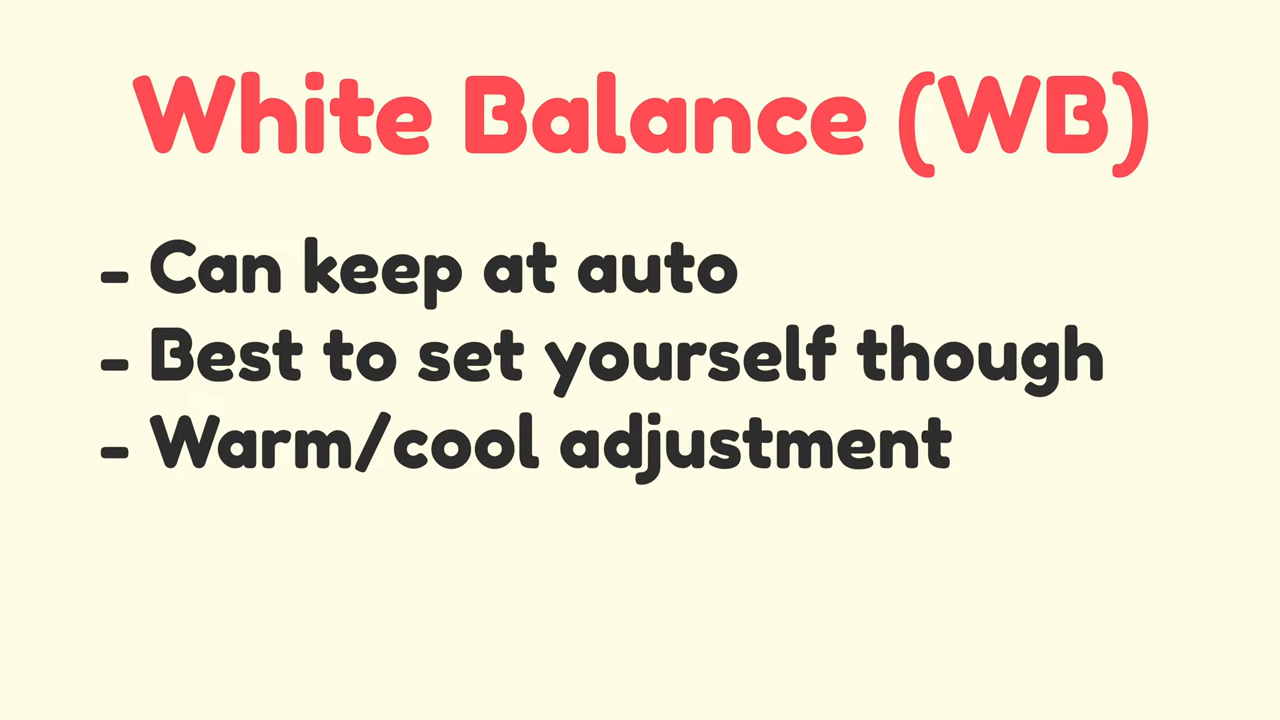 White Balance (WB)
- Can keep at auto
- Best to set yourself though
- Warm/cool adjustment